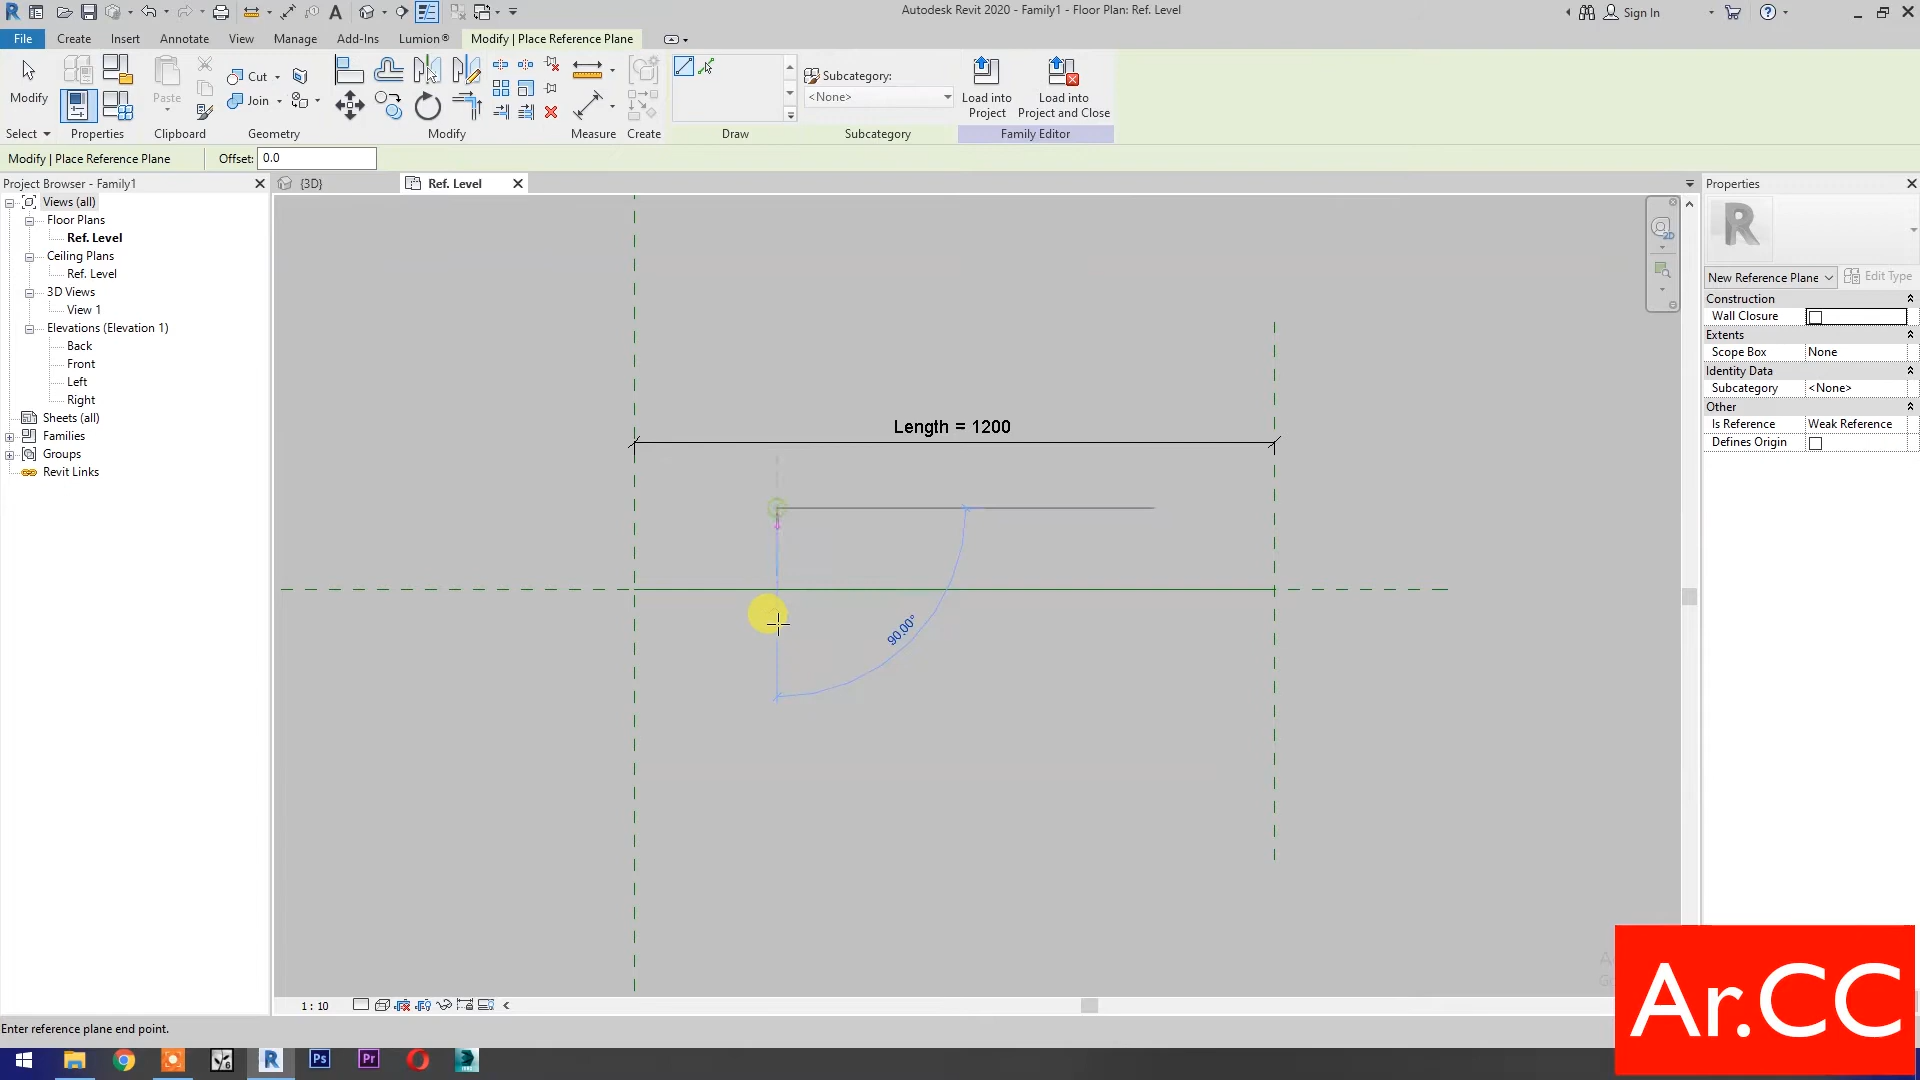 Autodesk Revit 2020 - Family1 - Floor Plan: Ref. Level
Sign In
File
Create
Insert
Annotate
View
Manage
Add-Ins
Lumion®
Modify | Place Reference Plane
Modify
Paste
Cut
Join
Subcategory:
<None>
Load into
Project
Load into
Project and Close
Select
Properties
Clipboard
Geometry
Modify
Measure
Create
Draw
Subcategory
Family Editor
Modify | Place Reference Plane
Offset:
0.0
Project Browser - Family1
Views (all)
Floor Plans
Ref. Level
Ceiling Plans
Ref. Level
3D Views
View 1
Elevations (Elevation 1)
Back
Front
Left
Right
Sheets (all)
Families
Groups
Revit Links
{3D}
Ref. Level
Length = 1200
90.00°
2D
Properties
R
New Reference Plane
Edit Type
Construction
Wall Closure
Extents
Scope Box
None
Identity Data
Subcategory
<None>
Other
Is Reference
Weak Reference
Defines Origin
1 : 10
Enter reference plane end point.
Ps
Pr
Ar.CC